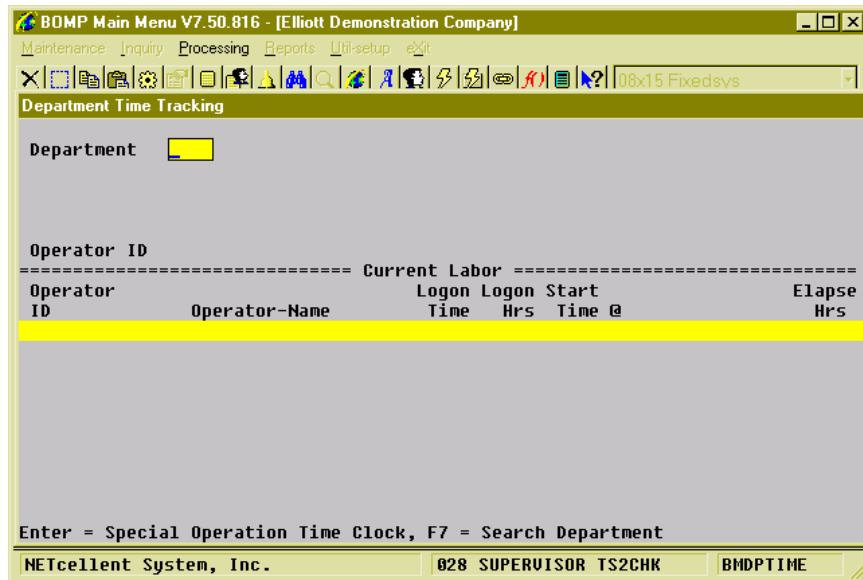 BOMP Main Menu V7.50.816 - [Elliott Demonstration Company]
Maintenance Inquiry Processing Reports Util-setup eXit
08x15 Fixedsys
Department Time Tracking
Department
Operator ID
=============================== Current Labor ================================
Operator Logon Logon Start Elapse
ID Operator-Name Time Hrs Time @ Hrs
Enter = Special Operation Time Clock, F7 = Search Department
NETcellent System, Inc. 028 SUPERVISOR TS2CHK BMDPTIME